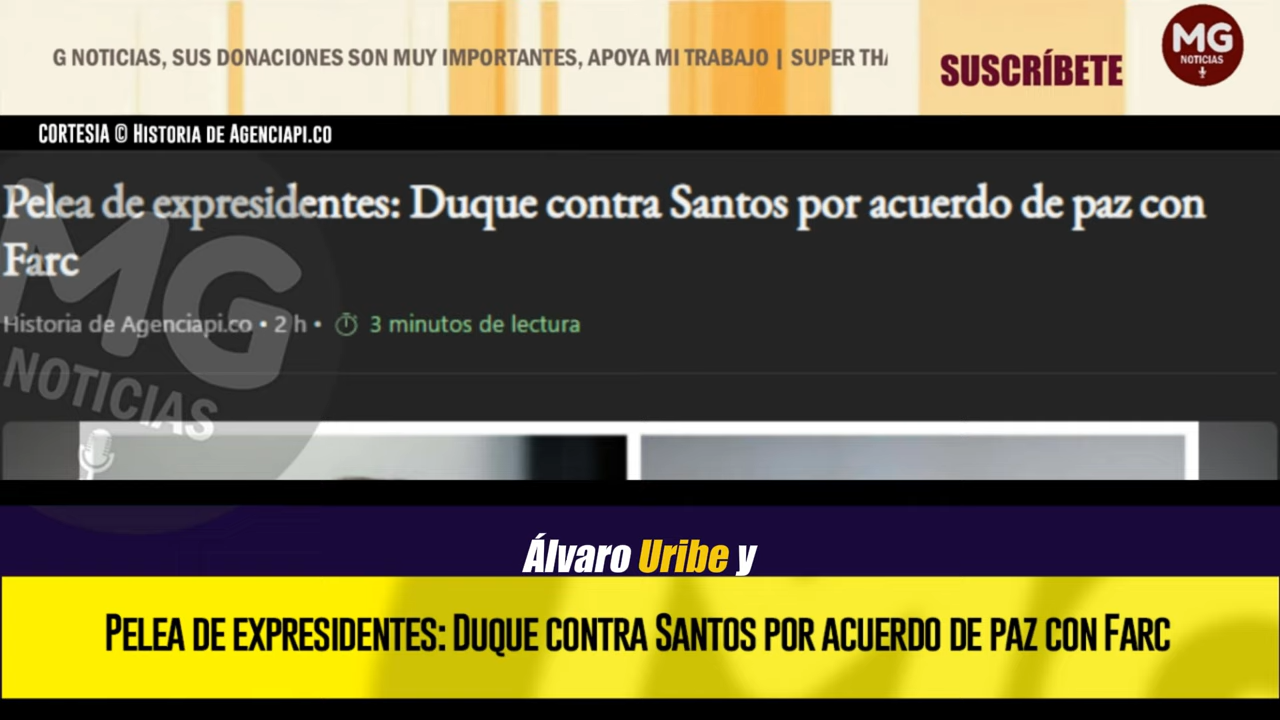 G NOTICIAS, SUS DONACIONES SON MUY IMPORTANTES, APOYA MI TRABAJO | SUPER
SUSCRÍBETE
MG
NOTICIAS
CORTESIA © HISTORIA DE AGENCIAPI.CO
Pelea de expresidentes: Duque contra Santos por acuerdo de paz con
Farc
Historia de Agenciapi.co • 2 h • 3 minutos de lectura
MG
NOTICIAS
Álvaro Uribe y
PELEA DE EXPRESIDENTES: DUQUE CONTRA SANTOS POR ACUERDO DE PAZ CON FARC